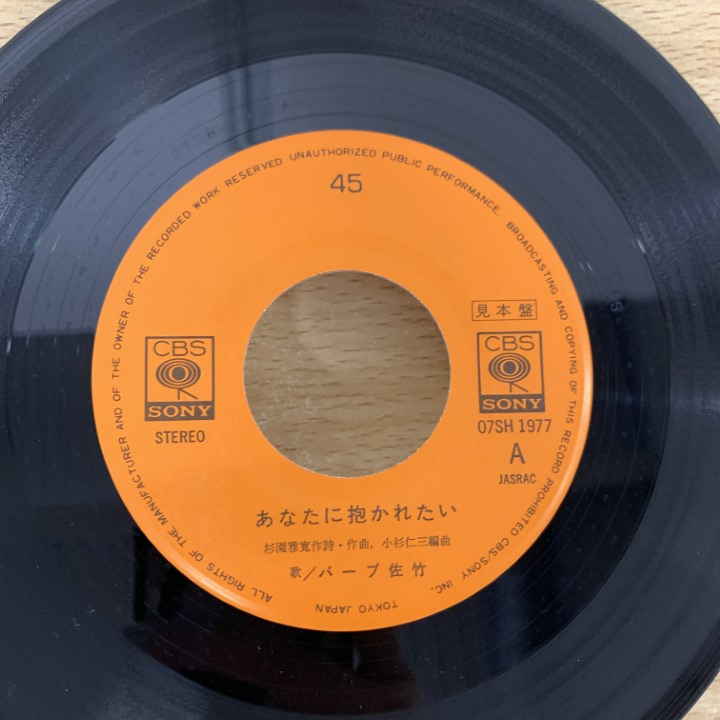 ALL RIGHTS OF THE MANUFACTURER AND OF THE OWNER OF THE RECORDED WORK RESERVED UNAUTHORIZED PUBLIC PERFORMANCE, BROADCASTING AND COPYING OF THIS RECORD PROHIBITED CBS/SONY INC.
TOKYO JAPAN
45
CBS
SONY
STEREO
見本盤
CBS
SONY
07SH 1977
A
JASRAC
あなたに抱かれたい
杉園雅寛作詩・作曲, 小杉仁三編曲
歌/バーブ佐竹